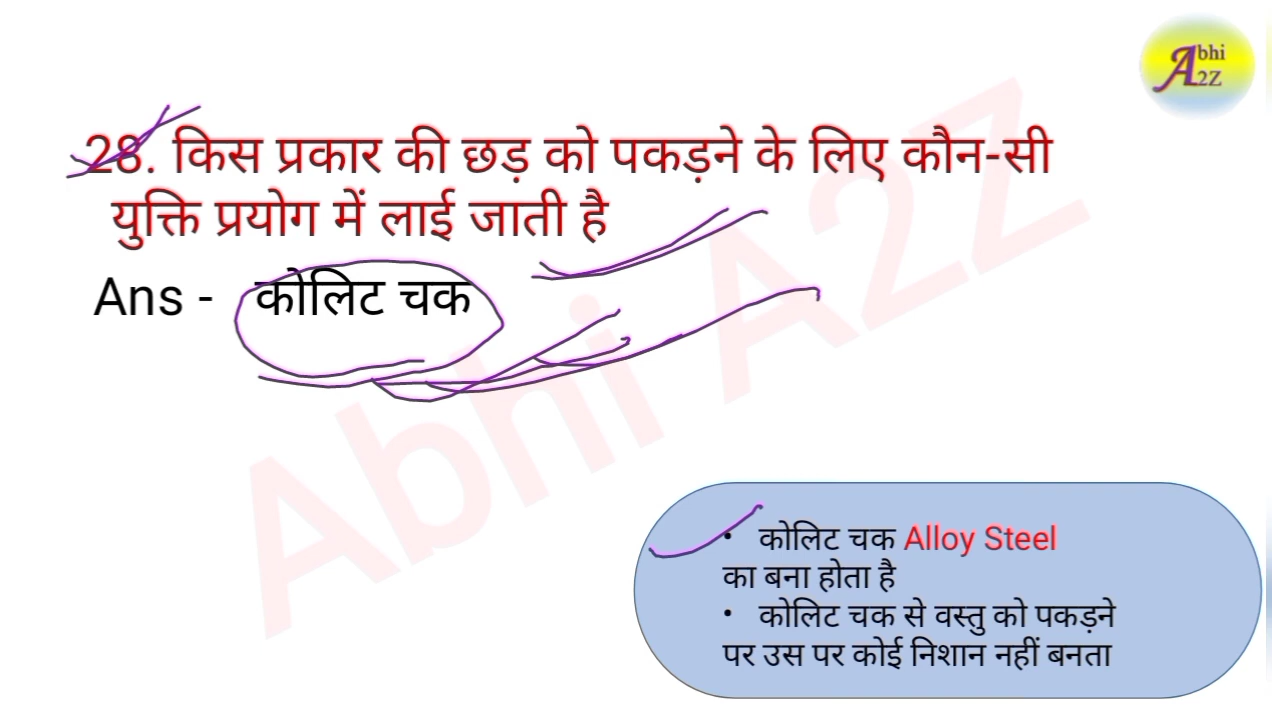 Abhi
A2Z
28. किस प्रकार की छड़ को पकड़ने के लिए कौन-सी
युक्ति प्रयोग में लाई जाती है
Ans - कोलिट चक
Abhi A2Z
• कोलिट चक Alloy Steel
का बना होता है
• कोलिट चक से वस्तु को पकड़ने
पर उस पर कोई निशान नहीं बनता